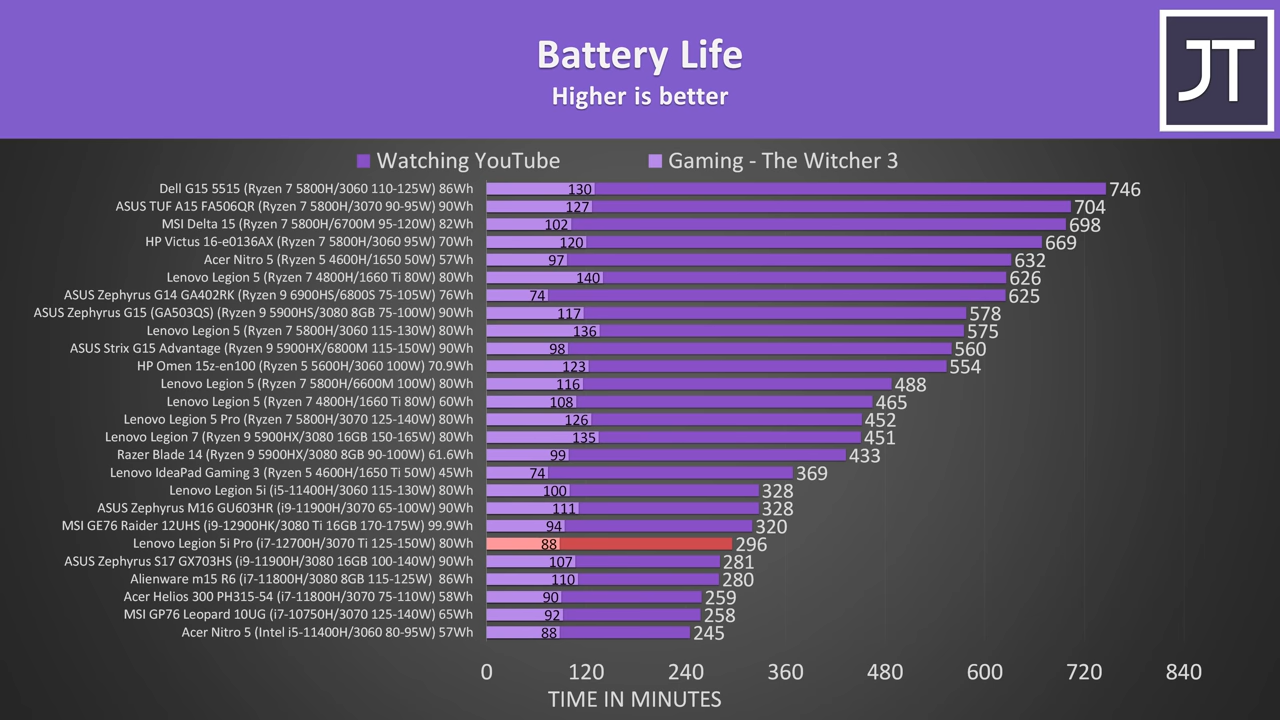 Battery Life
Higher is better
JT
Watching YouTube Gaming - The Witcher 3
Dell G15 5515 (Ryzen 7 5800H/3060 110-125W) 86Wh 130 746
ASUS TUF A15 FA506QR (Ryzen 7 5800H/3070 90-95W) 90Wh 127 704
MSI Delta 15 (Ryzen 7 5800H/6700M 95-120W) 82Wh 102 698
HP Victus 16-e0136AX (Ryzen 7 5800H/3060 95W) 70Wh 120 669
Acer Nitro 5 (Ryzen 5 4600H/1650 50W) 57Wh 97 632
Lenovo Legion 5 (Ryzen 7 4800H/1660 Ti 80W) 80Wh 140 626
ASUS Zephyrus G14 GA402RK (Ryzen 9 6900HS/6800S 75-105W) 76Wh 74 625
ASUS Zephyrus G15 (GA503QS) (Ryzen 9 5900HS/3080 8GB 75-100W) 90Wh 117 578
Lenovo Legion 5 (Ryzen 7 5800H/3060 115-130W) 80Wh 136 575
ASUS Strix G15 Advantage (Ryzen 9 5900HX/6800M 115-150W) 90Wh 98 560
HP Omen 15z-en100 (Ryzen 5 5600H/3060 100W) 70.9Wh 123 554
Lenovo Legion 5 (Ryzen 7 5800H/6600M 100W) 80Wh 116 488
Lenovo Legion 5 (Ryzen 7 4800H/1660 Ti 80W) 60Wh 108 465
Lenovo Legion 5 Pro (Ryzen 7 5800H/3070 125-140W) 80Wh 126 452
Lenovo Legion 7 (Ryzen 9 5900HX/3080 16GB 150-165W) 80Wh 135 451
Razer Blade 14 (Ryzen 9 5900HX/3080 8GB 90-100W) 61.6Wh 99 433
Lenovo IdeaPad Gaming 3 (Ryzen 5 4600H/1650 Ti 50W) 45Wh 74 369
Lenovo Legion 5i (i5-11400H/3060 115-130W) 80Wh 100 328
ASUS Zephyrus M16 GU603HR (i9-11900H/3070 65-100W) 90Wh 111 328
MSI GE76 Raider 12UHS (i9-12900HK/3080 Ti 16GB 170-175W) 99.9Wh 94 320
Lenovo Legion 5i Pro (i7-12700H/3070 Ti 125-150W) 80Wh 88 296
ASUS Zephyrus S17 GX703HS (i9-11900H/3080 16GB 100-140W) 90Wh 107 281
Alienware m15 R6 (i7-11800H/3080 8GB 115-125W) 86Wh 110 280
Acer Helios 300 PH315-54 (i7-11800H/3070 75-110W) 58Wh 90 259
MSI GP76 Leopard 10UG (i7-10750H/3070 125-140W) 65Wh 92 258
Acer Nitro 5 (Intel i5-11400H/3060 80-95W) 57Wh 88 245
0 120 240 360 480 600 720 840
TIME IN MINUTES